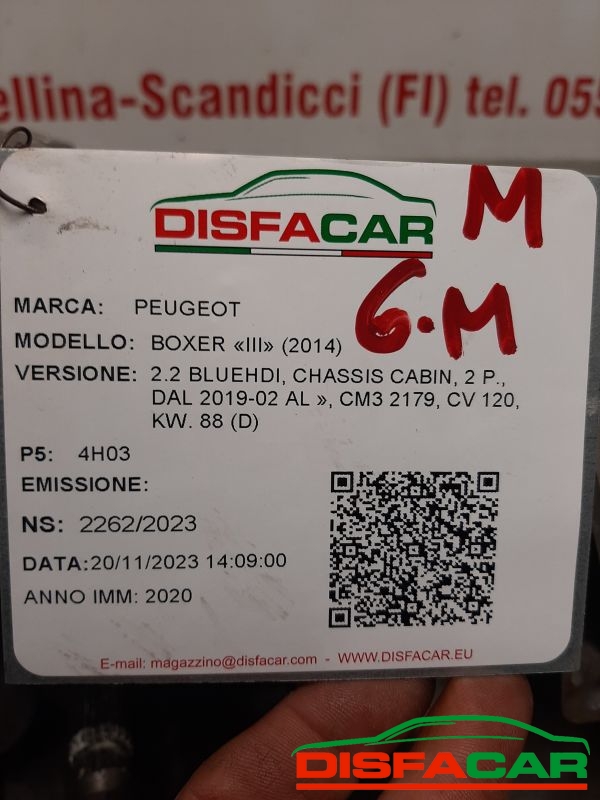 ellina-Scandicci (FI) tel. 055
DISFACAR
M
6.M
MARCA: PEUGEOT
MODELLO: BOXER «III» (2014)
VERSIONE: 2.2 BLUEHDI, CHASSIS CABIN, 2 P.,
DAL 2019-02 AL », CM3 2179, CV 120,
KW. 88 (D)
P5: 4H03
EMISSIONE:
NS: 2262/2023
DATA:20/11/2023 14:09:00
ANNO IMM: 2020
E-mail: magazzino@disfacar.com - WWW.DISFACAR.EU
DISFACAR